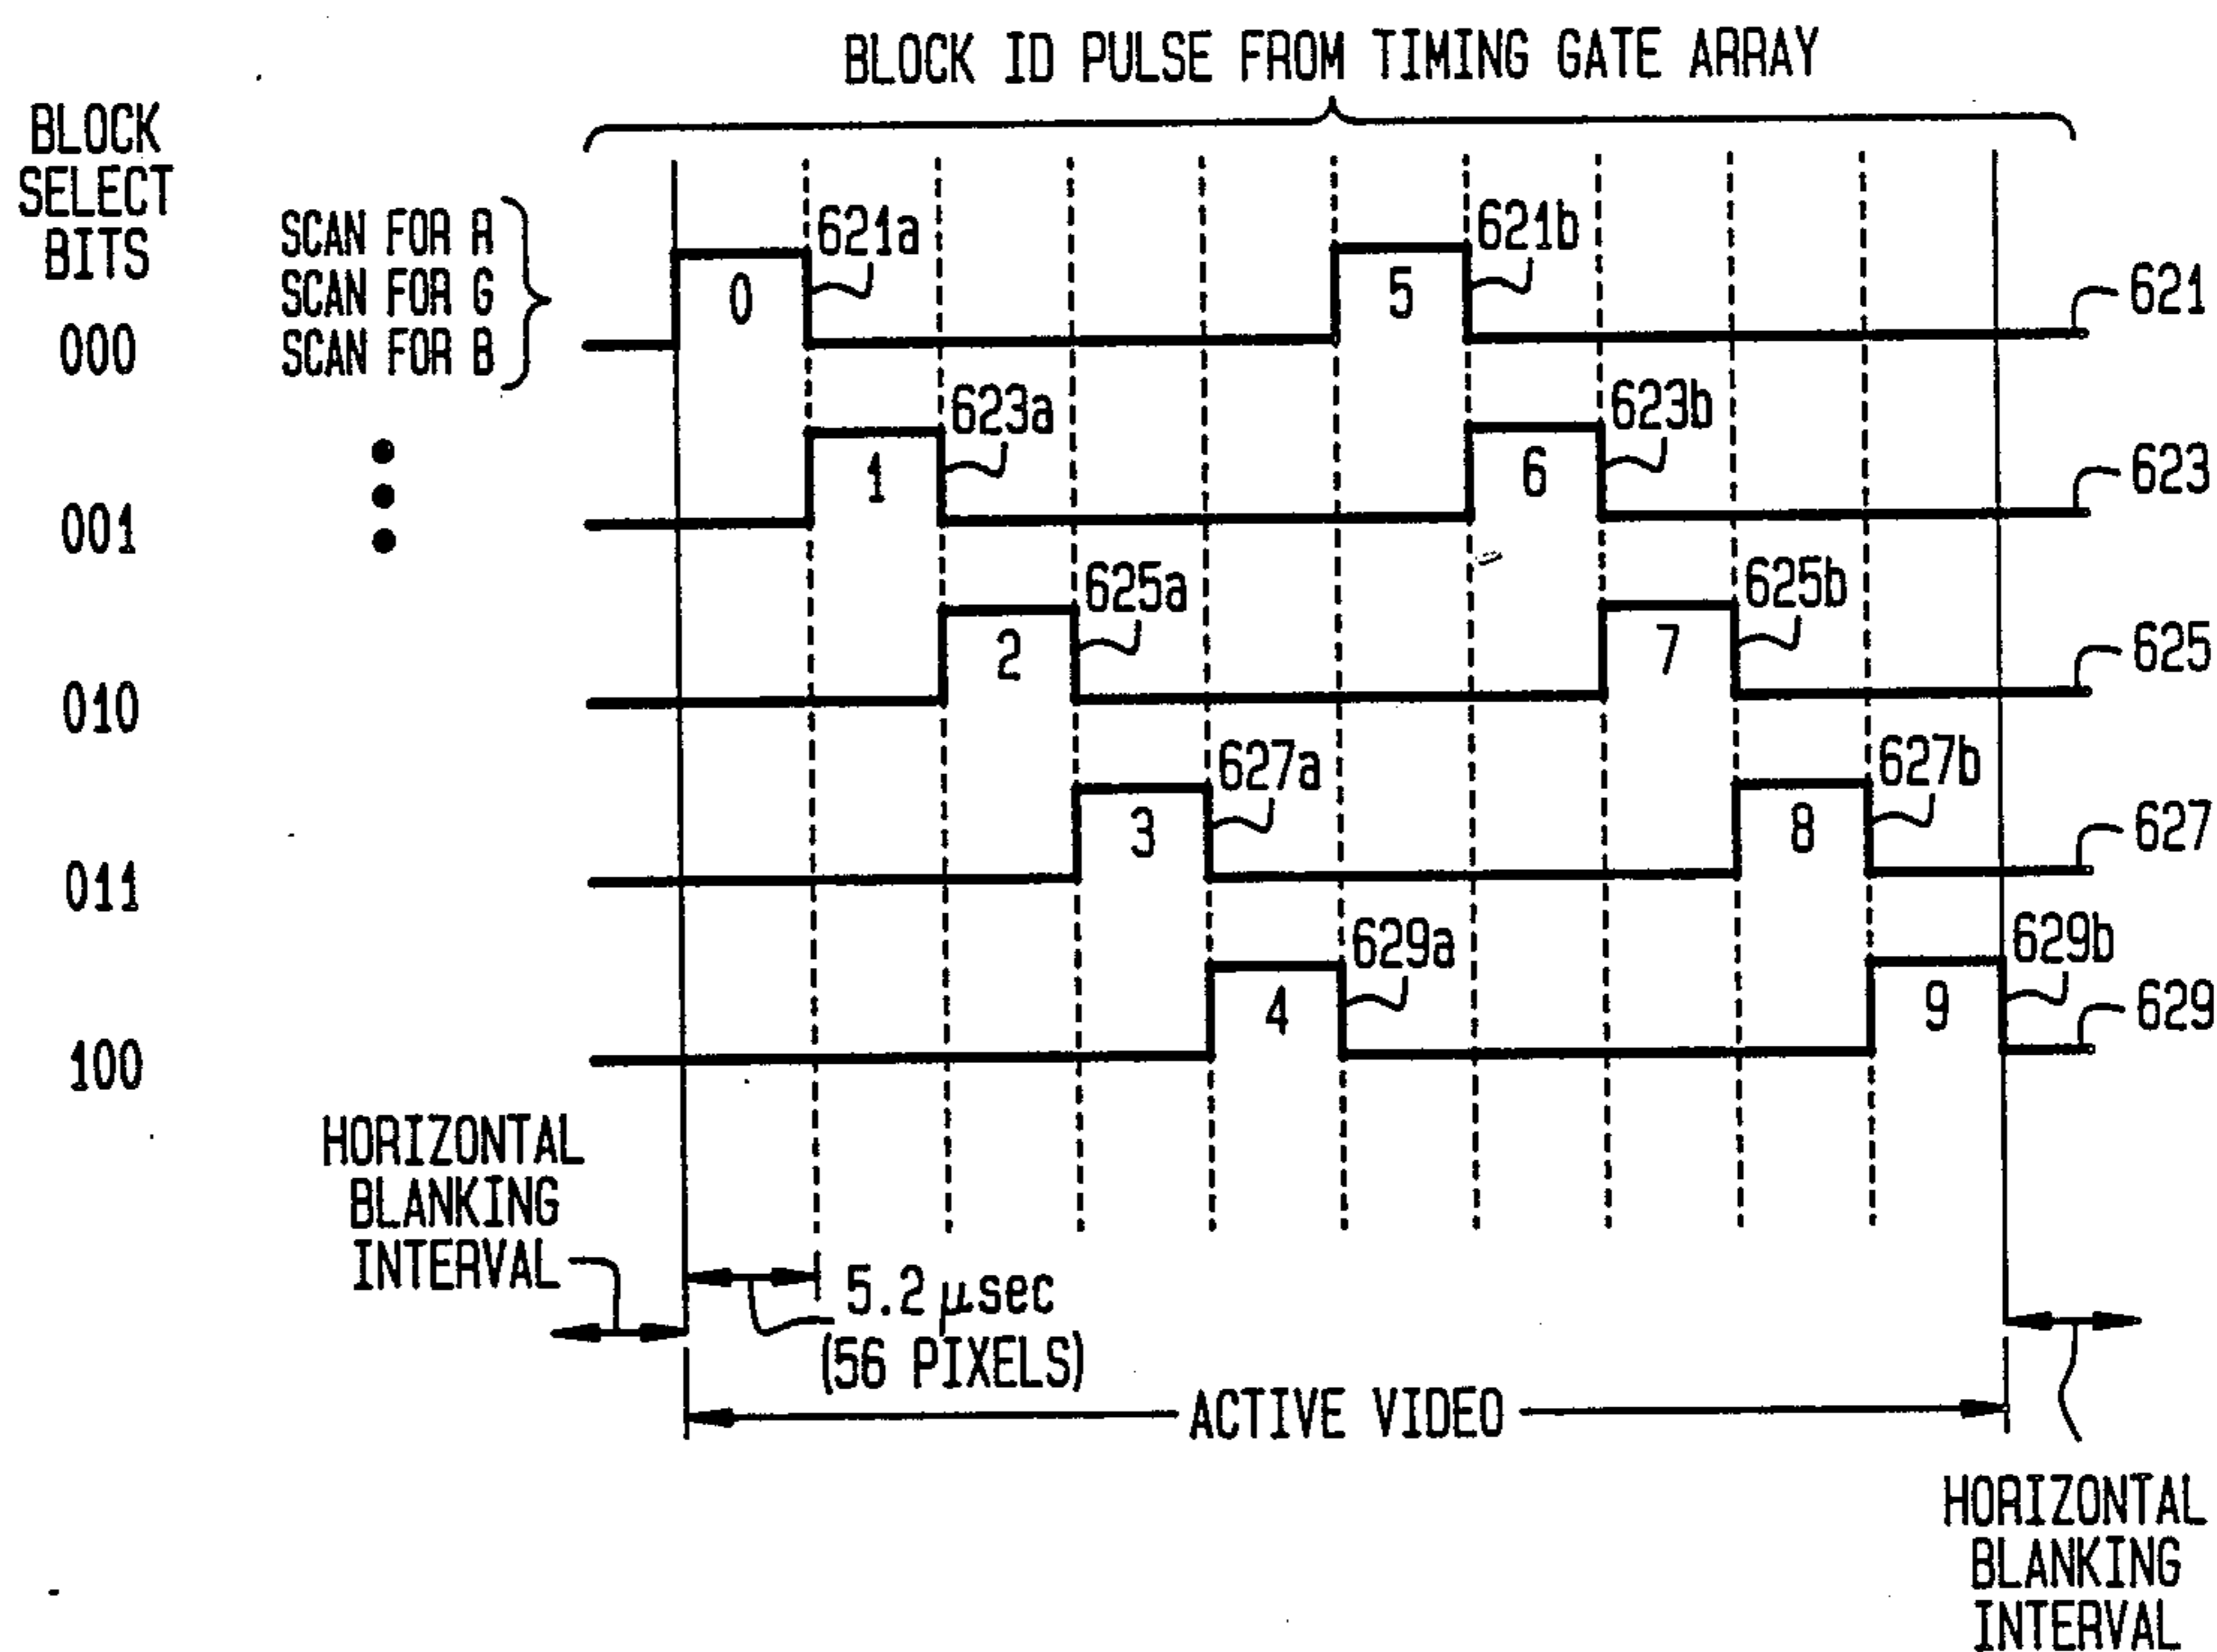 BLOCK ID PULSE FROM TIMING GATE ARRAY
BLOCK
SELECT
BITS
SCAN FOR R
SCAN FOR G
SCAN FOR B
000
0
621a
5
621b
621
001
1
623a
6
623b
623
010
2
625a
7
625b
625
011
3
627a
8
627b
627
100
4
629a
9
629b
629
HORIZONTAL
BLANKING
INTERVAL
5.2 μsec
(56 PIXELS)
ACTIVE VIDEO
HORIZONTAL
BLANKING
INTERVAL